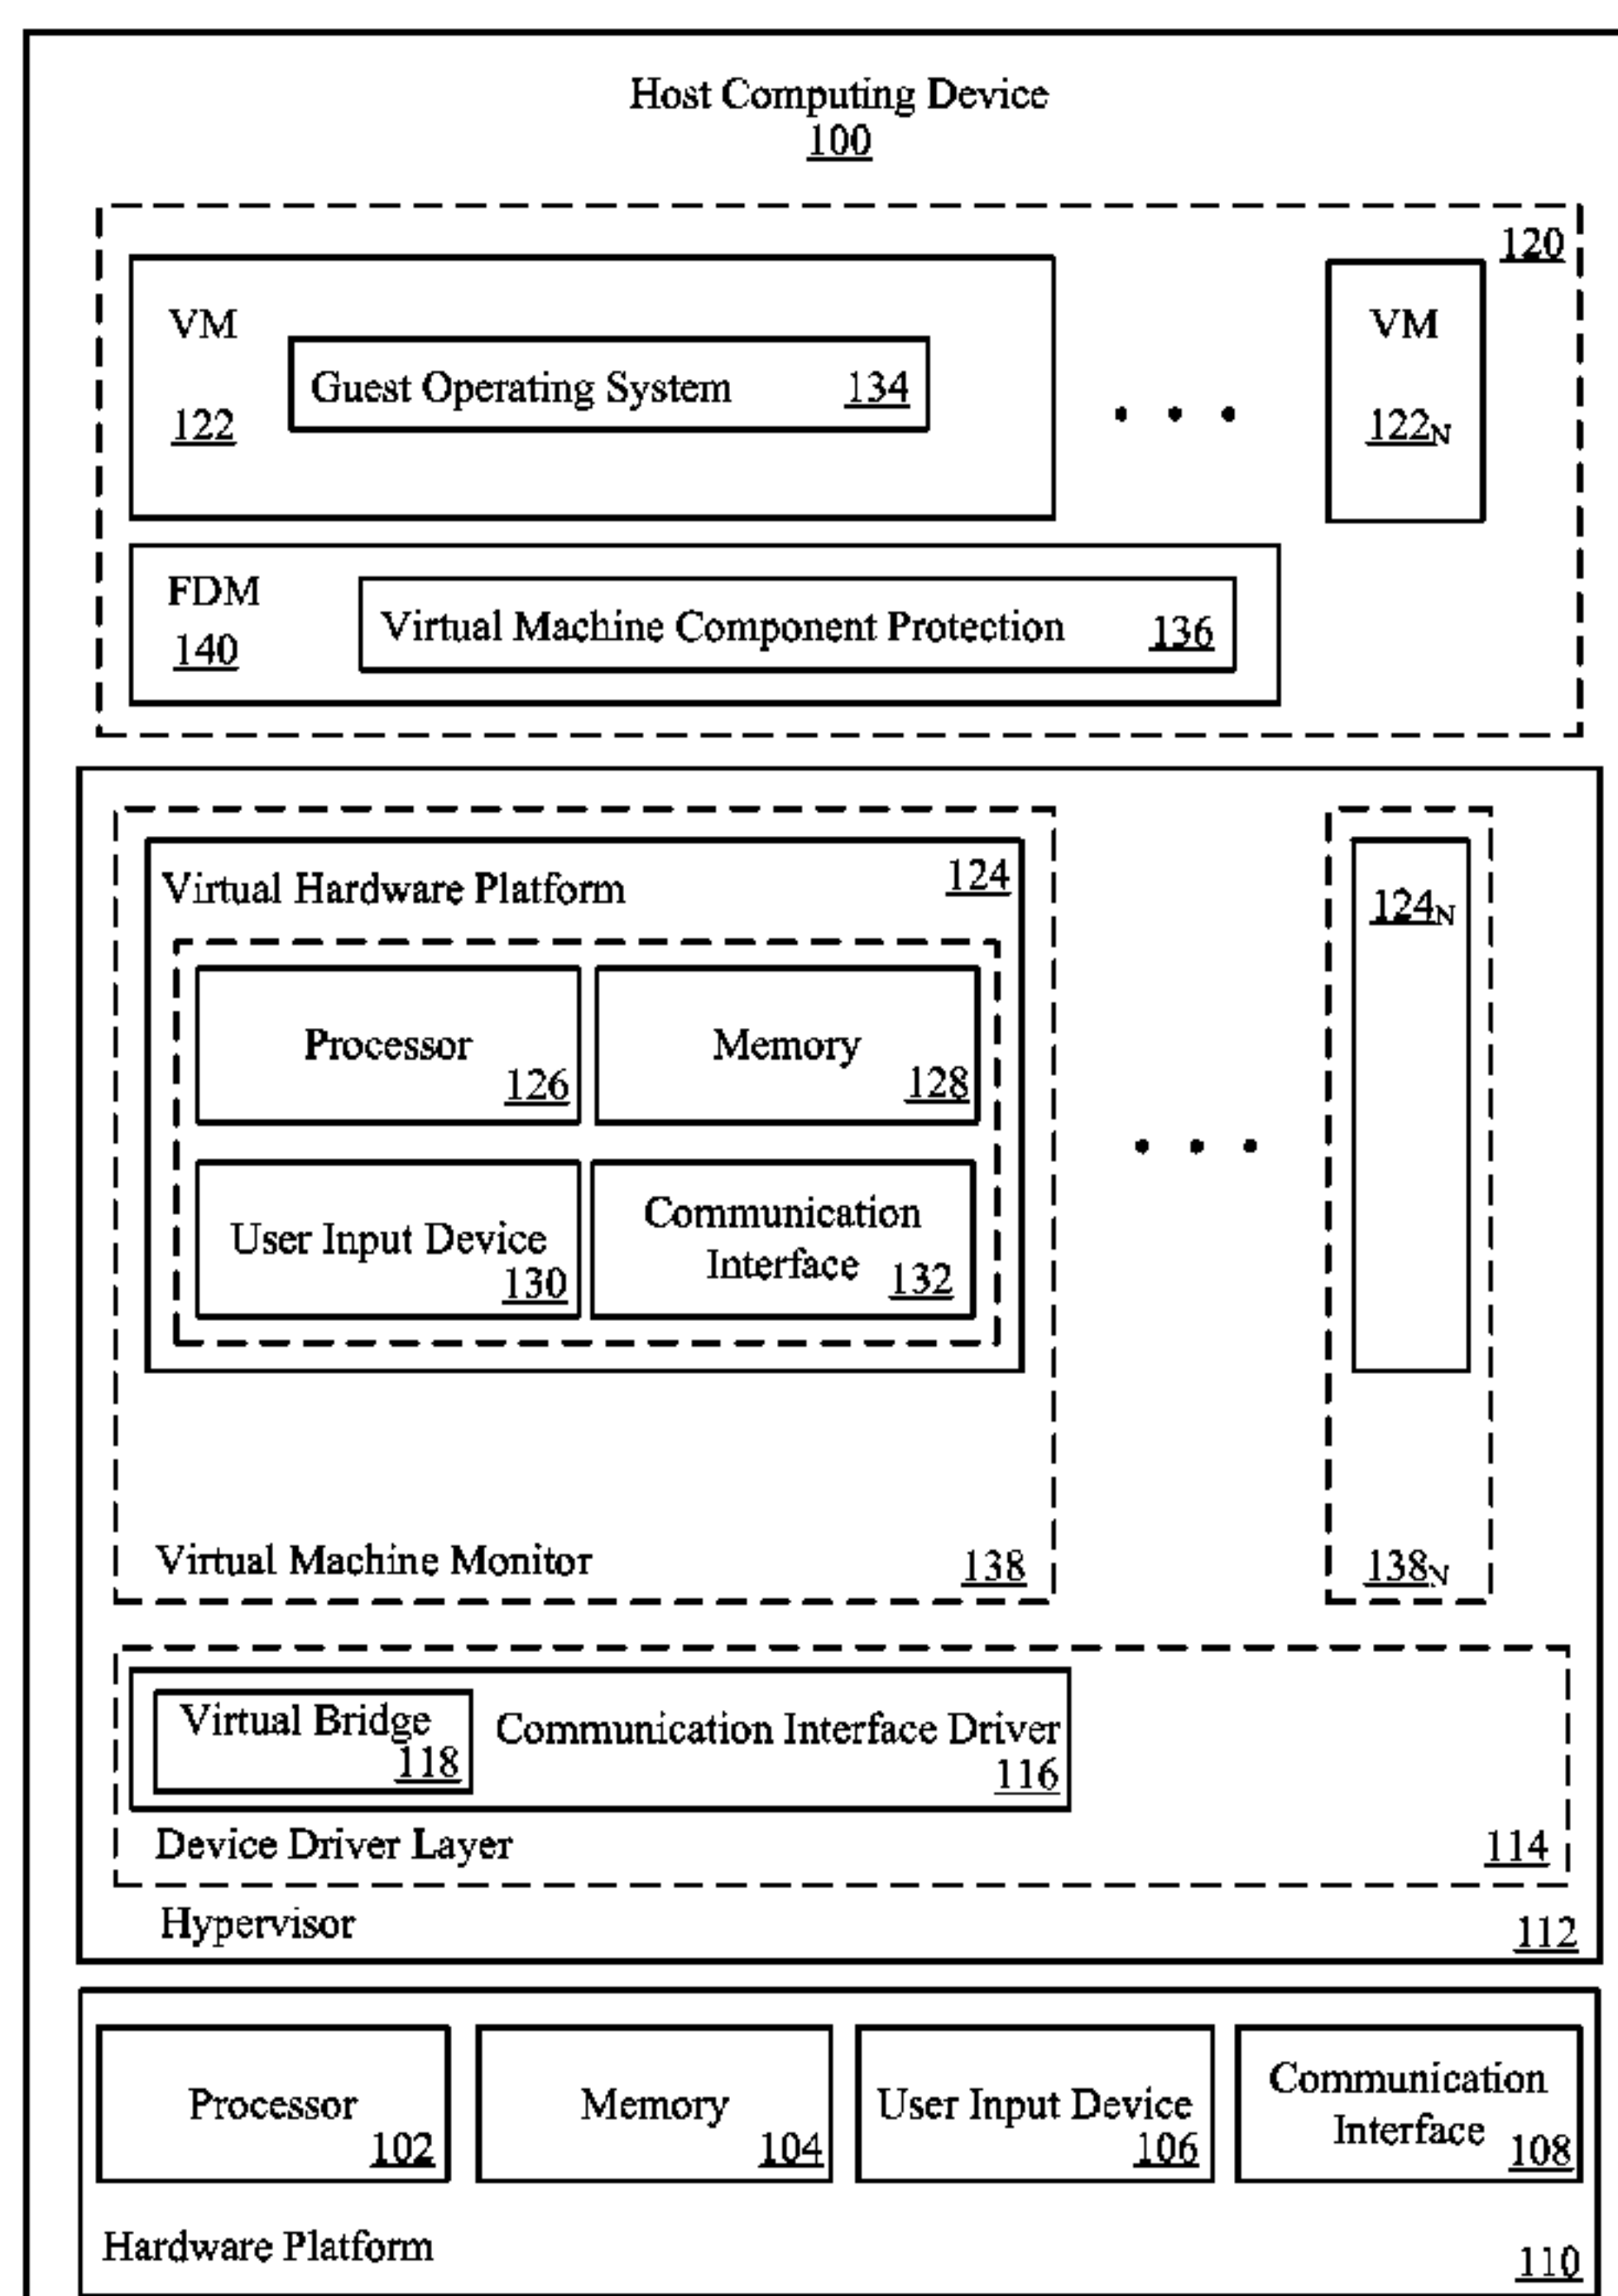 Host Computing Device
100
120
VM
122
Guest Operating System 134
VM
122N
FDM
140
Virtual Machine Component Protection 136
Virtual Hardware Platform 124
124N
Processor
126
Memory
128
User Input Device
130
Communication
Interface 132
Virtual Machine Monitor 138
138N
Virtual Bridge
118
Communication Interface Driver
116
Device Driver Layer 114
Hypervisor 112
Processor
102
Memory
104
User Input Device
106
Communication
Interface 108
Hardware Platform 110